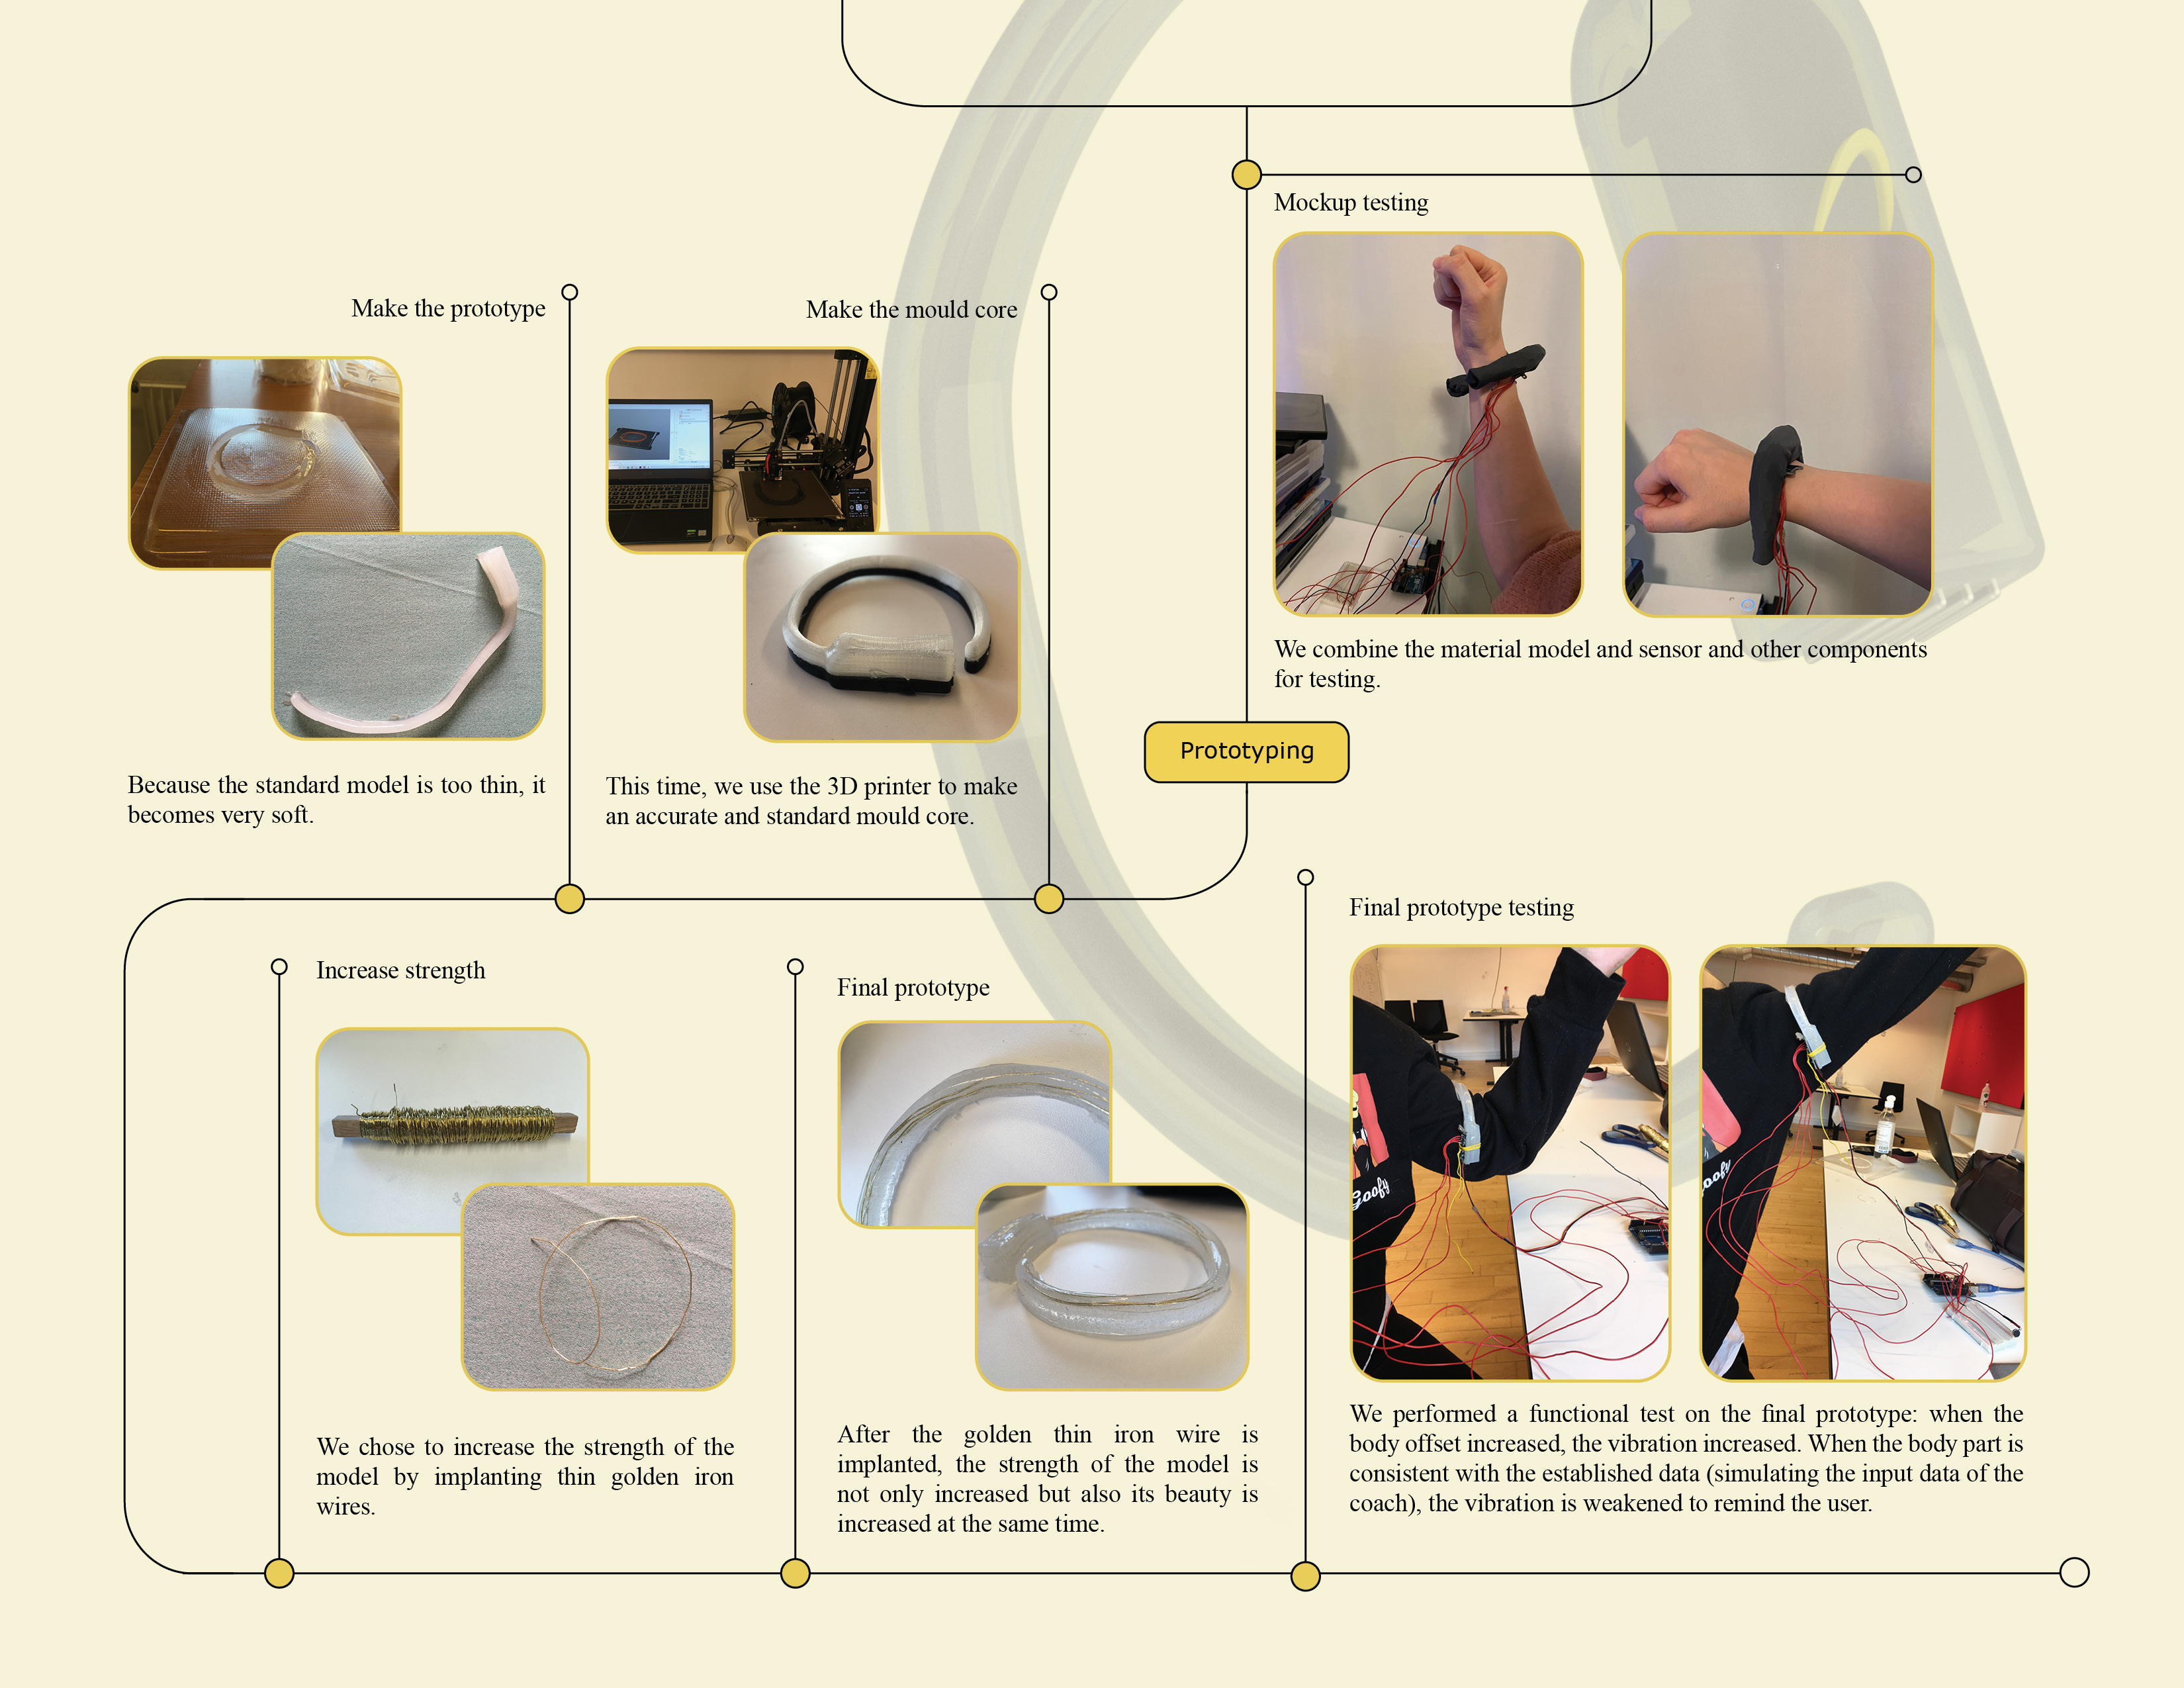 Mockup testing
We combine the material model and sensor and other components
for testing.
Prototyping
Make the mould core
This time, we use the 3D printer to make
an accurate and standard mould core.
Make the prototype
Because the standard model is too thin, it
becomes very soft.
Increase strength
We chose to increase the strength of the
model by implanting thin golden iron
wires.
Final prototype
After the golden thin iron wire is
implanted, the strength of the model is
not only increased but also its beauty is
increased at the same time.
Final prototype testing
Goofy
oofy
We performed a functional test on the final prototype: when the
body offset increased, the vibration increased. When the body part is
consistent with the established data (simulating the input data of the
coach), the vibration is weakened to remind the user.